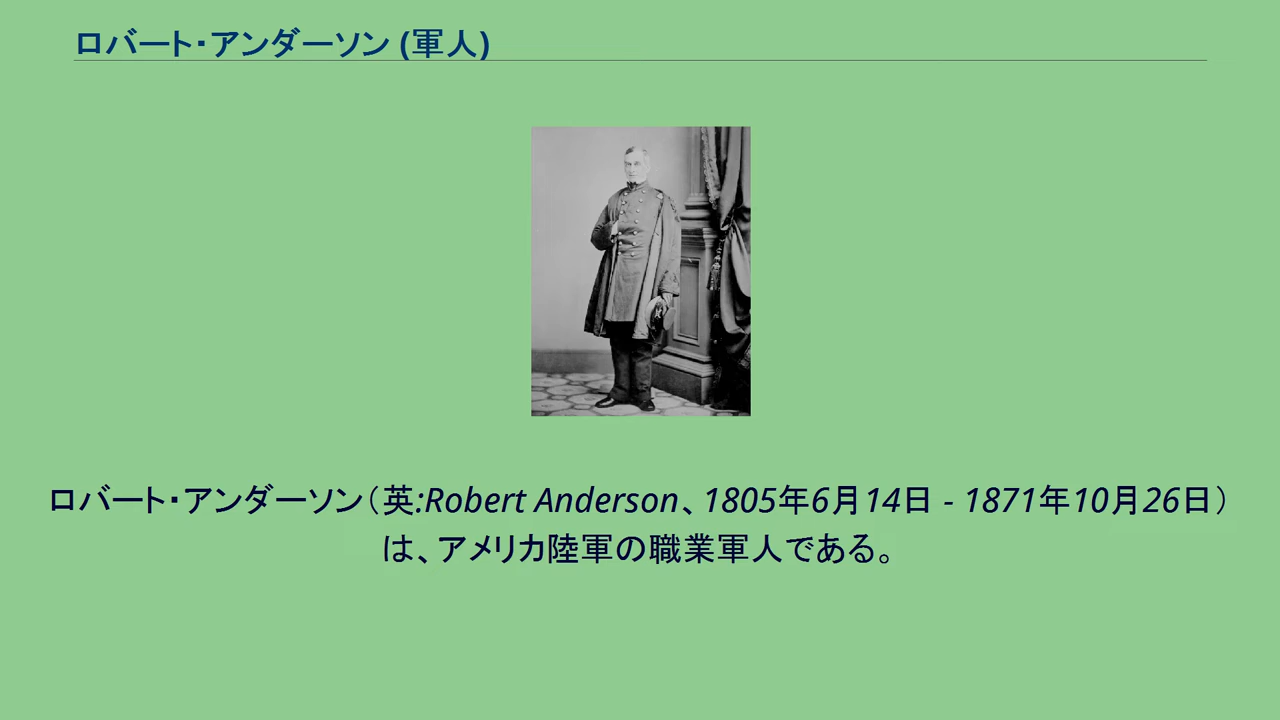 ロバート・アンダーソン (軍人)
ロバート・アンダーソン（英:Robert Anderson、1805年6月14日 - 1871年10月26日）
は、アメリカ陸軍の職業軍人である。